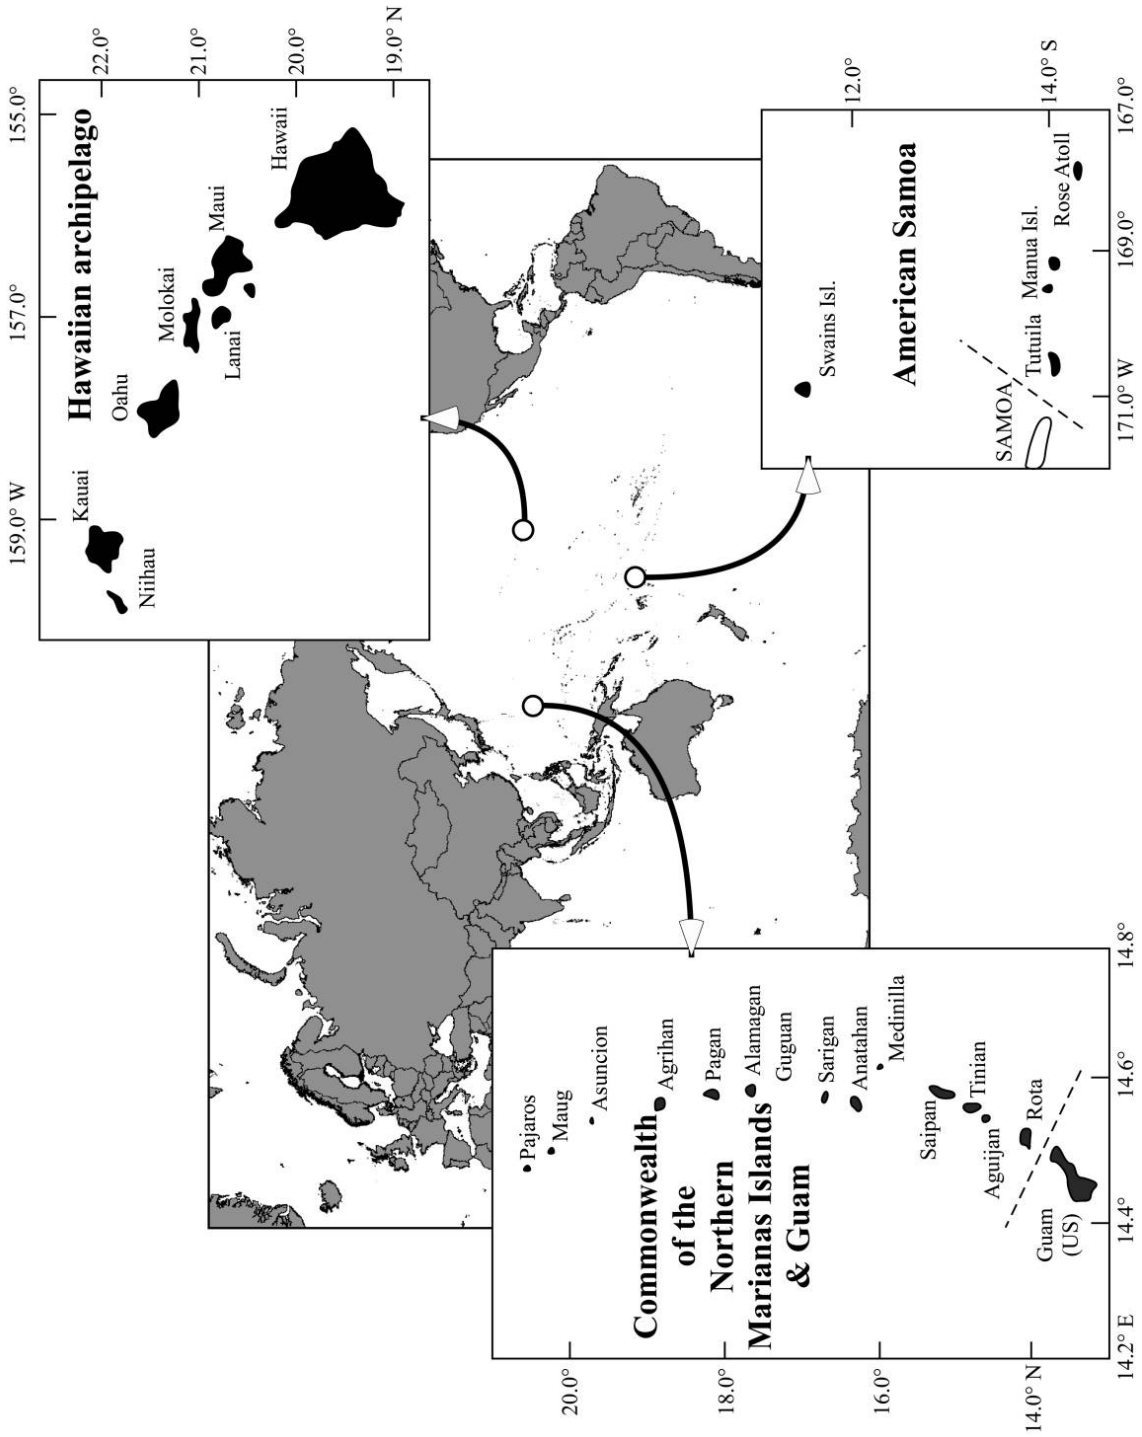 159.0° W
157.0°
155.0°
Hawaiian archipelago
Kauai
Niihau
Oahu
Molokai
Lanai
Maui
Hawaii
22.0°
21.0°
20.0°
19.0° N
Commonwealth
of the
Northern
Marianas Islands
& Guam
Pajaros
Maug
Asuncion
Agrihan
Pagan
Alamagan
Guguan
Sarigan
Anatahan
Medinilla
Saipan
Tinian
Aguijan
Rota
Guam
(US)
20.0°
18.0°
16.0°
14.0° N
14.2° E
14.4°
14.6°
14.8°
American Samoa
Swains Isl.
SAMOA
Tutuila
Manua Isl.
Rose Atoll
12.0°
14.0° S
171.0° W
169.0°
167.0°